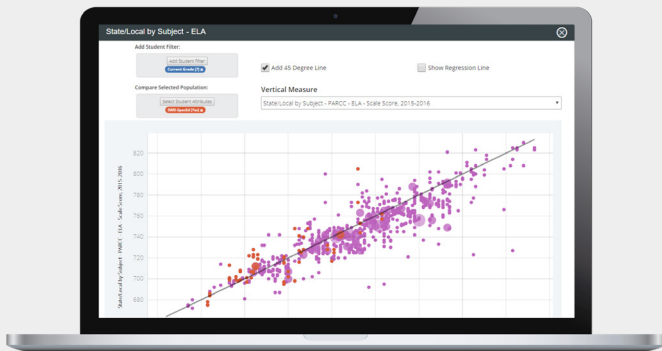 State/Local by Subject - ELA
Add Student Filter:
Add Student Filter
Current Grade (7)
Add 45 Degree Line
Show Regression Line
Compare Selected Population:
Select Student Attributes
Vertical Measure
State/Local by Subject - PARCC - ELA - Scale Score, 2015-2016
State/Local by Subject - PARCC - ELA - Scale Score, 2015-2016
820
800
780
760
740
720
700
680